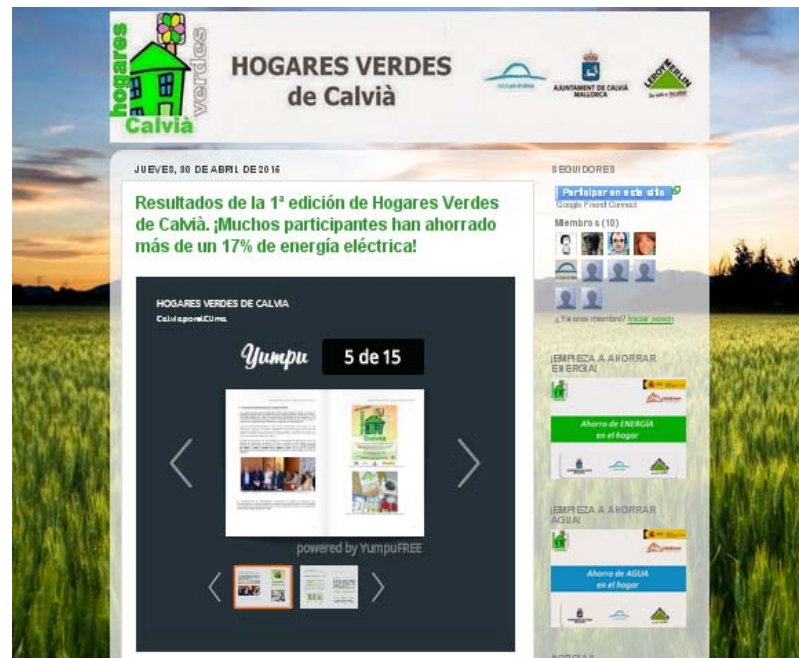 hogares
verdes
Calvià
HOGARES VERDES
de Calvià
AJUNTAMENT DE CALVIÀ
MALLORCA
LEROY MERLIN
JUEVES, 30 DE ABRIL DE 2015
Resultados de la 1ª edición de Hogares Verdes
de Calvià. ¡Muchos participantes han ahorrado
más de un 17% de energía eléctrica!
HOGARES VERDES DE CALVIA
CalviaporelClima
Yumpu
5 de 15
Calvià
powered by YumpuFREE
SEGUIDORES
Participar en este sitio
Google Friend Connect
Miembros (10)
¿Ya eres miembro? Iniciar sesión
¡EMPIEZA A AHORRAR
ENERGIA!
Ahorro de ENERGÍA
en el hogar
¡EMPIEZA A AHORRAR
AGUA!
Ahorro de AGUA
en el hogar